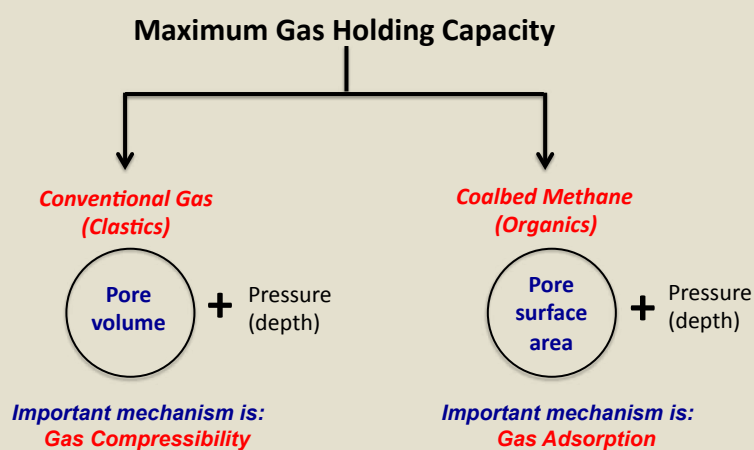 Maximum Gas Holding Capacity
Conventional Gas
(Clastics)
Pore
volume
+ Pressure
(depth)
Important mechanism is:
Gas Compressibility
Coalbed Methane
(Organics)
Pore
surface
area
+ Pressure
(depth)
Important mechanism is:
Gas Adsorption